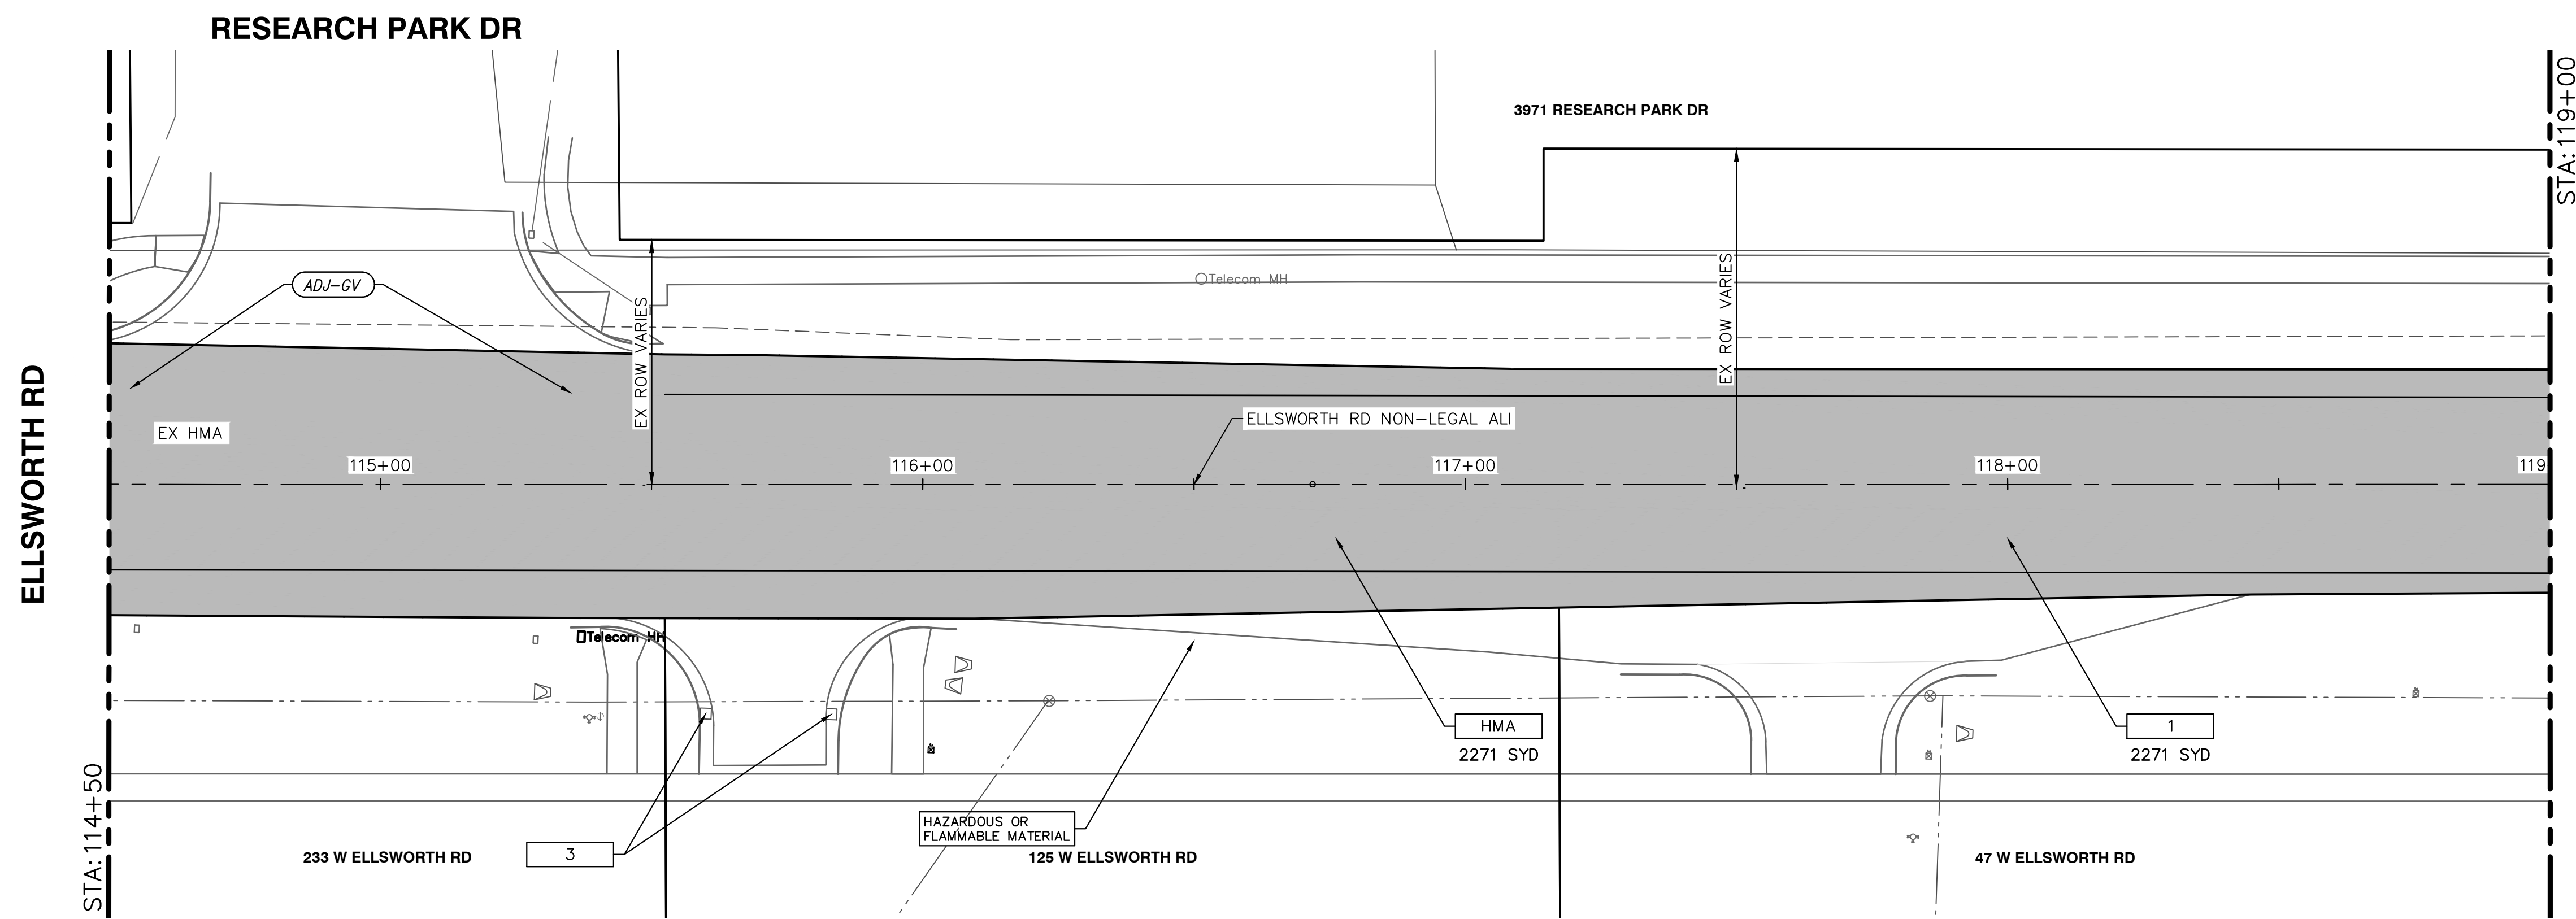 RESEARCH PARK DR
3971 RESEARCH PARK DR
STA:119+00
Telecom MH
ADJ-GV
EX ROW VARIES
EX ROW VARIES
ELLSWORTH RD
ELLSWORTH RD NON-LEGAL ALI
EX HMA
115+00
116+00
117+00
118+00
119
Telecom MH
HMA
2271 SYD
1
2271 SYD
STA:114+50
HAZARDOUS OR
FLAMMABLE MATERIAL
3
233 W ELLSWORTH RD
125 W ELLSWORTH RD
47 W ELLSWORTH RD